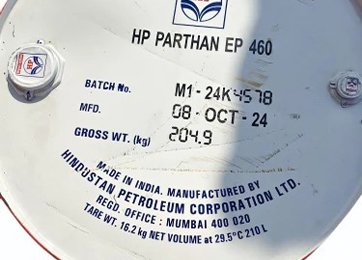 HP PARTHAN EP 460
BATCH No. M1-24K4578
MFD. 08-OCT-24
GROSS WT. (kg) 204.9
MADE IN INDIA. MANUFACTURED BY
HINDUSTAN PETROLEUM CORPORATION LTD.
REGD. OFFICE : MUMBAI 400 020
TARE WT. 16.2 kg NET VOLUME at 29.5°C 210 L